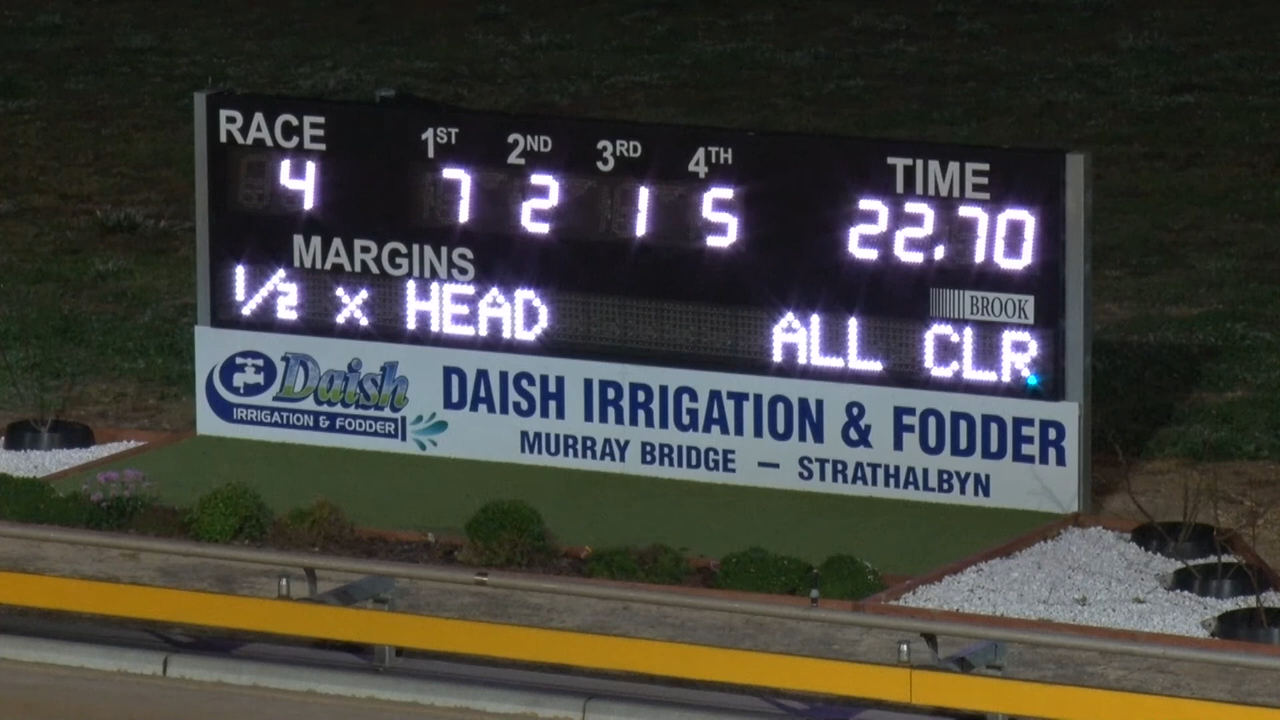 RACE 1ST 2ND 3RD 4TH TIME
4 7 2 1 5 22.70
MARGINS
BROOK
1/2 x HEAD ALL CLR
Daish
IRRIGATION & FODDER
DAISH IRRIGATION & FODDER
MURRAY BRIDGE – STRATHALBYN